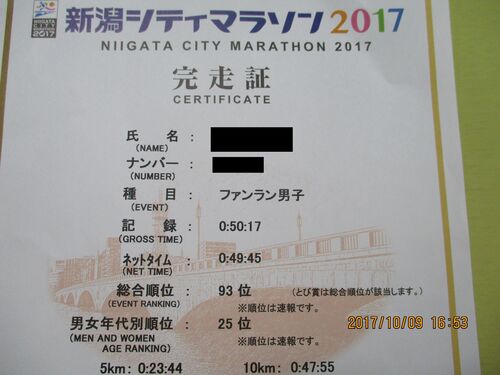 NIIGATA
2017
新潟シティマラソン 2017
NIIGATA CITY MARATHON 2017
完走証
CERTIFICATE
氏 名 :
(NAME)
ナンバー :
(NUMBER)
種 目 : ファンラン男子
(EVENT)
記 録 : 0:50:17
(GROSS TIME)
ネットタイム : 0:49:45
(NET TIME)
総合順位 : 93 位 (とび賞は総合順位が該当します。)
(EVENT RANKING) ※順位は速報です。
男女年代別順位 : 25 位
(MEN AND WOMEN ※順位は速報です。
AGE RANKING)
2017/10/09 16:53
5km: 0:23:44 10km: 0:47:55